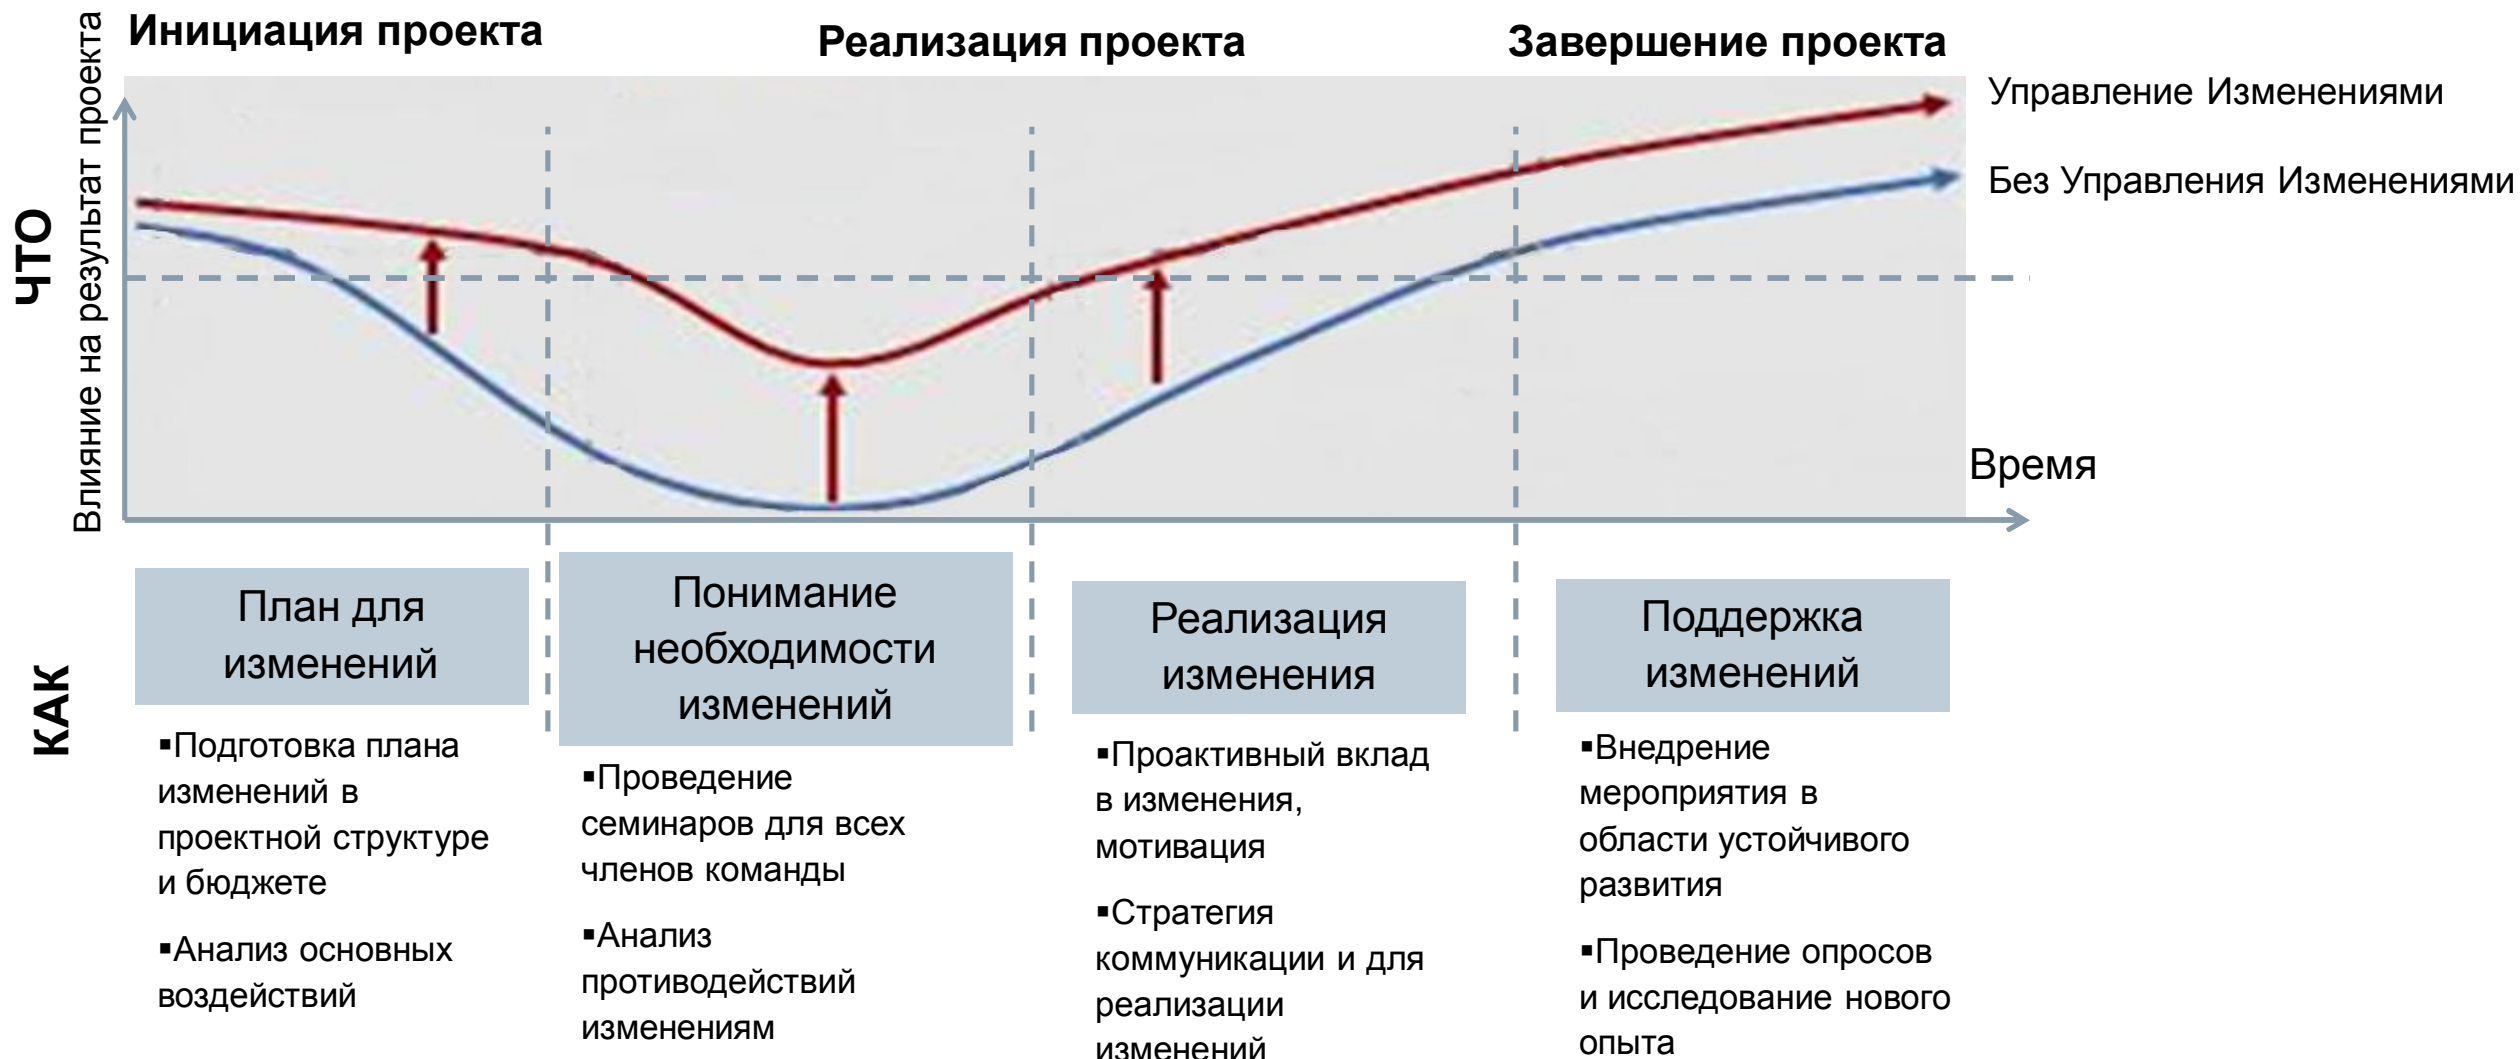 Инициация проекта
Реализация проекта
Завершение проекта
Влияние на результат проекта
ЧТО
Управление Изменениями
Без Управления Изменениями
Время
КАК
План для
изменений
▪Подготовка плана
изменений в
проектной структуре
и бюджете
▪Анализ основных
воздействий
Понимание
необходимости
изменений
▪Проведение
семинаров для всех
членов команды
▪Анализ
противодействий
изменениям
Реализация
изменения
▪Проактивный вклад
в изменения,
мотивация
▪Стратегия
коммуникации и для
реализации
изменений
Поддержка
изменений
▪Внедрение
мероприятия в
области устойчивого
развития
▪Проведение опросов
и исследование нового
опыта